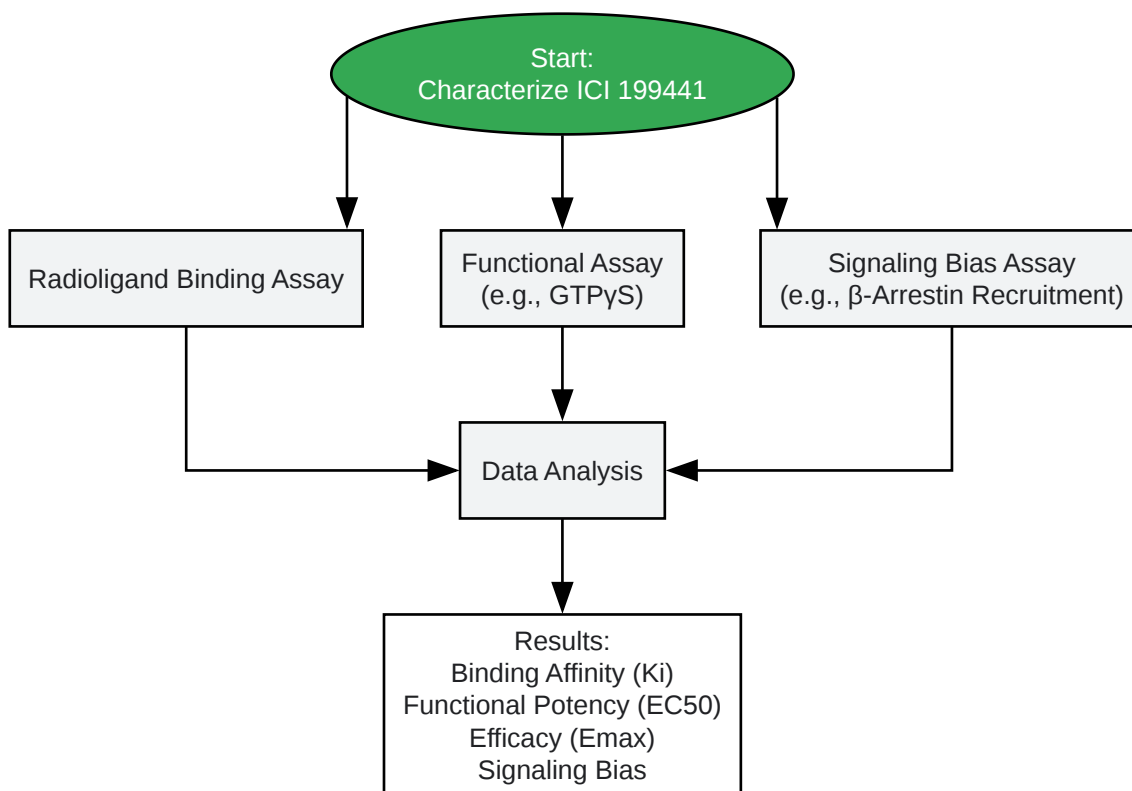 Start:
Characterize ICI 199441
Radioligand Binding Assay
Functional Assay
(e.g., GTPγS)
Signaling Bias Assay
(e.g., β-Arrestin Recruitment)
Data Analysis
Results:
Binding Affinity (Ki)
Functional Potency (EC50)
Efficacy (Emax)
Signaling Bias